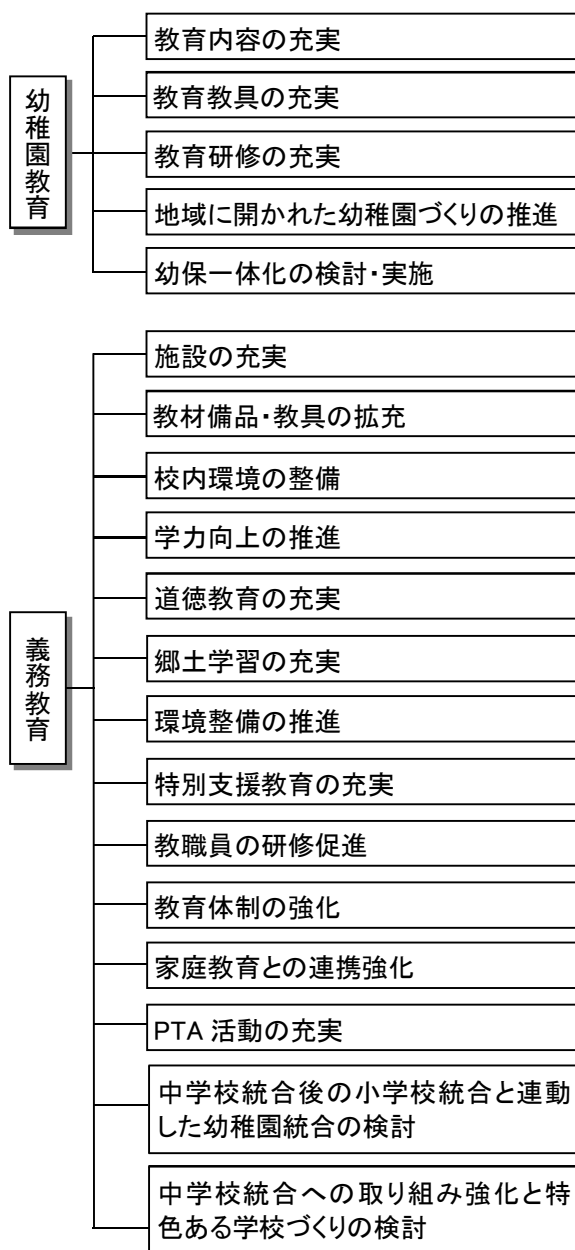 幼稚園教育
教育内容の充実
教育教具の充実
教育研修の充実
地域に開かれた幼稚園づくりの推進
幼保一体化の検討・実施
義務教育
施設の充実
教材備品・教具の拡充
校内環境の整備
学力向上の推進
道徳教育の充実
郷土学習の充実
環境整備の推進
特別支援教育の充実
教職員の研修促進
教育体制の強化
家庭教育との連携強化
PTA 活動の充実
中学校統合後の小学校統合と連動
した幼稚園統合の検討
中学校統合への取り組み強化と特
色ある学校づくりの検討